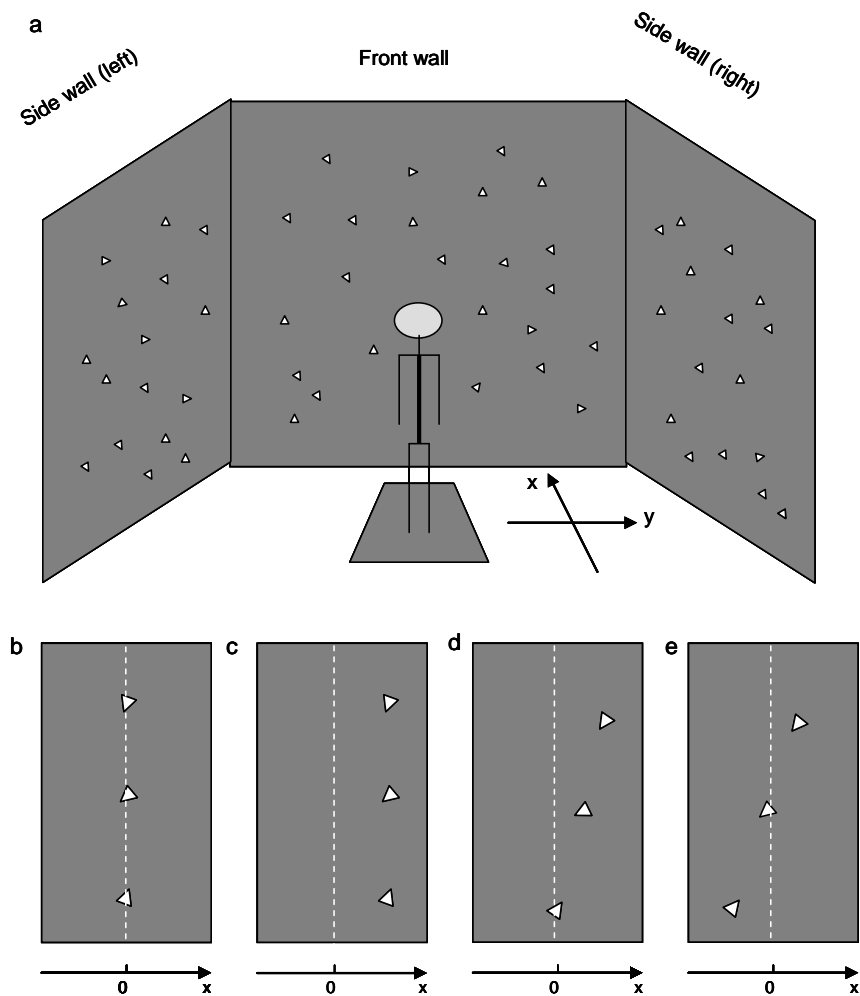 a
Side wall (left)
Front wall
Side wall (right)
x
y
b
c
d
e
0 x
0 x
0 x
0 x